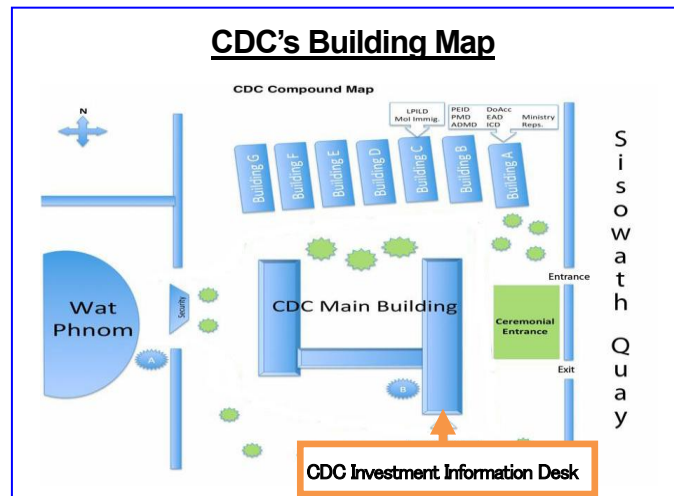 CDC's Building Map
CDC Compound Map
N
LPILD
MoI Immig.
PEID DoAcc
PMD EAD Ministry
ADMD ICD Reps.
Building G
Building F
Building E
Building D
Building C
Building B
Building A
Sisowath Quay
Entrance
Wat
Phnom
Security
CDC Main Building
Ceremonial
Entrance
A
B
Exit
CDC Investment Information Desk